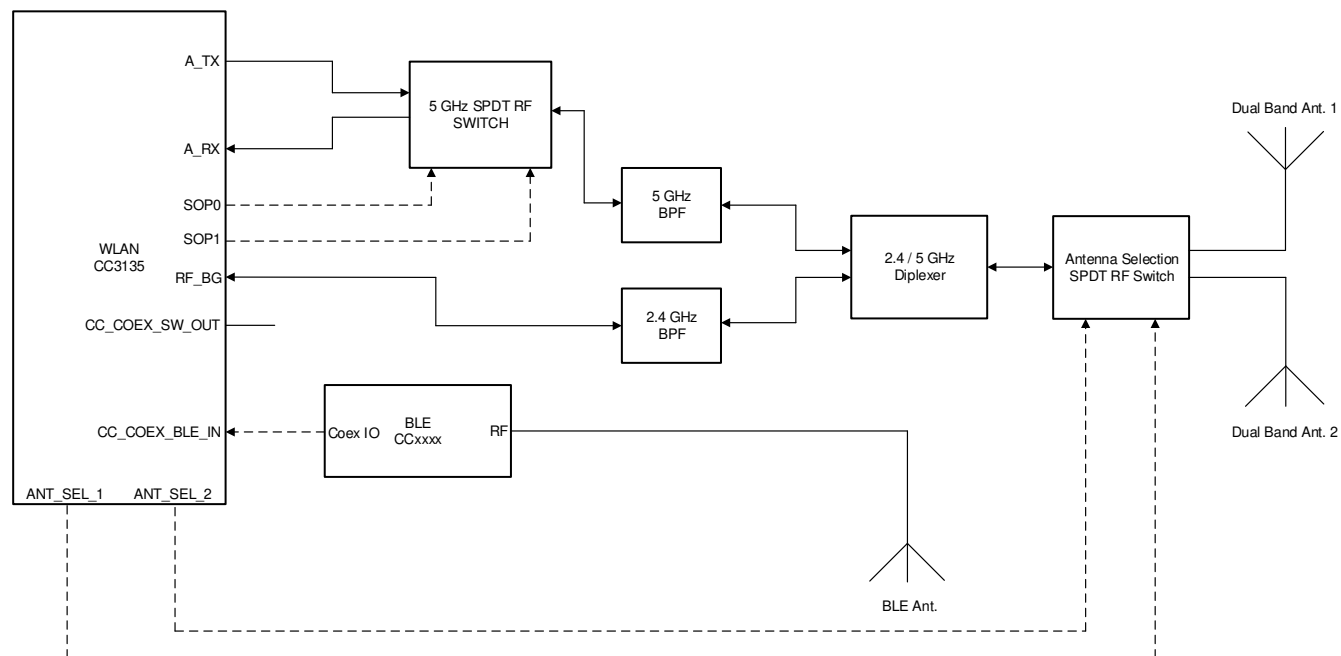 A_TX
A_RX
SOP0
SOP1
WLAN
CC3135
RF_BG
CC_COEX_SW_OUT
CC_COEX_BLE_IN
ANT_SEL_1
ANT_SEL_2
5 GHz SPDT RF
SWITCH
5 GHz
BPF
2.4 GHz
BPF
Coex IO
BLE
CCxxxx
RF
2.4 / 5 GHz
Diplexer
Antenna Selection
SPDT RF Switch
Dual Band Ant. 1
Dual Band Ant. 2
BLE Ant.